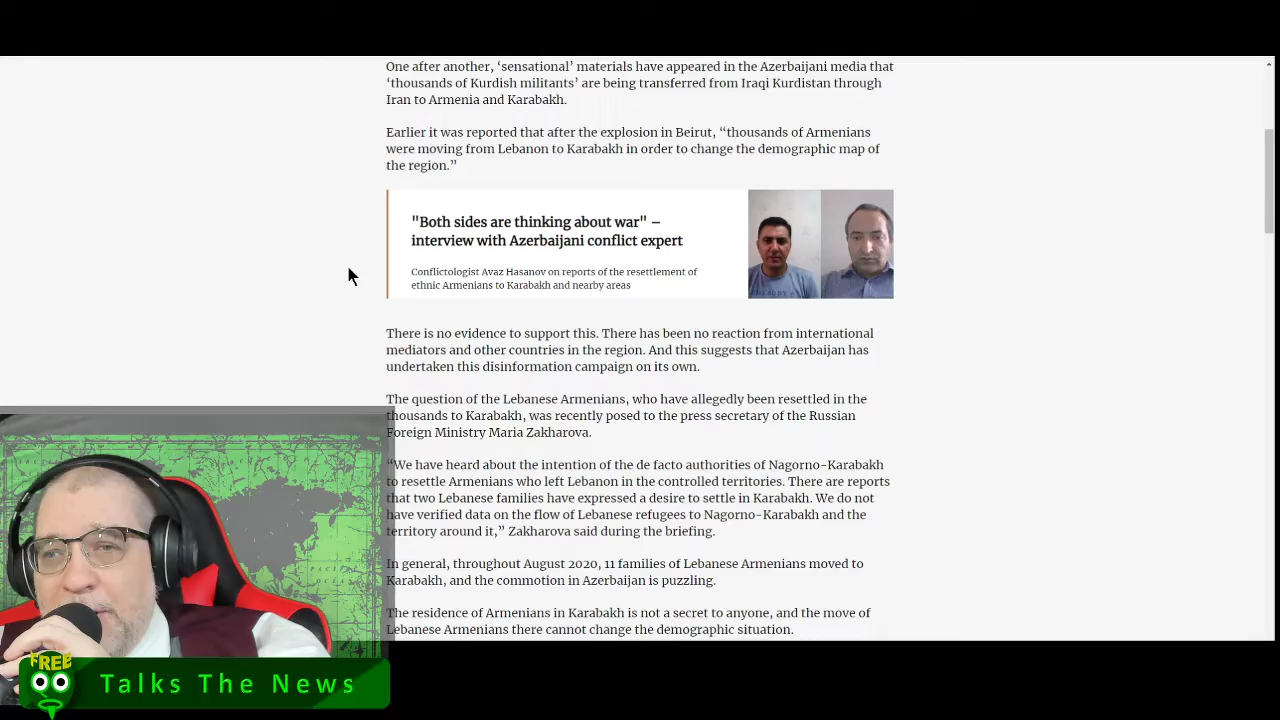 One after another, ‘sensational’ materials have appeared in the Azerbaijani media that
‘thousands of Kurdish militants’ are being transferred from Iraqi Kurdistan through
Iran to Armenia and Karabakh.
Earlier it was reported that after the explosion in Beirut, “thousands of Armenians
were moving from Lebanon to Karabakh in order to change the demographic map of
the region.”
"Both sides are thinking about war" –
interview with Azerbaijani conflict expert
Conflictologist Avaz Hasanov on reports of the resettlement of
ethnic Armenians to Karabakh and nearby areas
There is no evidence to support this. There has been no reaction from international
mediators and other countries in the region. And this suggests that Azerbaijan has
undertaken this disinformation campaign on its own.
The question of the Lebanese Armenians, who have allegedly been resettled in the
thousands to Karabakh, was recently posed to the press secretary of the Russian
Foreign Ministry Maria Zakharova.
“We have heard about the intention of the de facto authorities of Nagorno-Karabakh
to resettle Armenians who left Lebanon in the controlled territories. There are reports
that two Lebanese families have expressed a desire to settle in Karabakh. We do not
have verified data on the flow of Lebanese refugees to Nagorno-Karabakh and the
territory around it,” Zakharova said during the briefing.
In general, throughout August 2020, 11 families of Lebanese Armenians moved to
Karabakh, and the commotion in Azerbaijan is puzzling.
The residence of Armenians in Karabakh is not a secret to anyone, and the move of
Lebanese Armenians there cannot change the demographic situation.
FREE
Talks The News